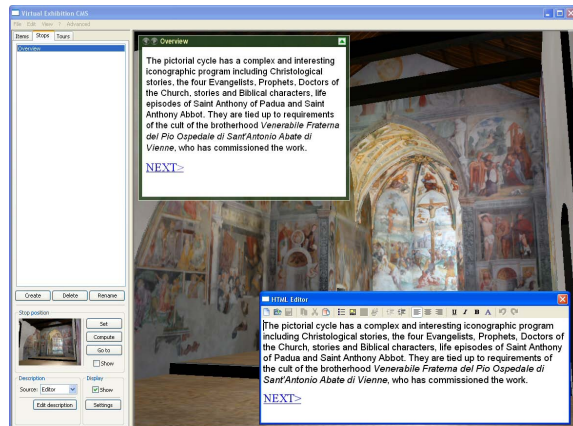 Virtual Exhibition CMS
File Edit View ? Advanced
Items Stops Tours
Overview
Create Delete Rename
Stop position
Set
Compute
Go to
Show
Description
Source: Editor
Edit description
Display
Show
Settings
Overview
The pictorial cycle has a complex and interesting
iconographic program including Christological
stories, the four Evangelists, Prophets, Doctors of
the Church, stories and Biblical characters, life
episodes of Saint Anthony of Padua and Saint
Anthony Abbot. They are tied up to requirements
of the cult of the brotherhood Venerabile Fraterna
del Pio Ospedale di Sant'Antonio Abate di
Vienne, who has commissioned the work.
NEXT>
HTML Editor
U I B A
The pictorial cycle has a complex and interesting iconographic program
including Christological stories, the four Evangelists, Prophets, Doctors of
the Church, stories and Biblical characters, life episodes of Saint Anthony
of Padua and Saint Anthony Abbot. They are tied up to requirements of
the cult of the brotherhood Venerabile Fraterna del Pio Ospedale di
Sant'Antonio Abate di Vienne, who has commissioned the work.
NEXT>